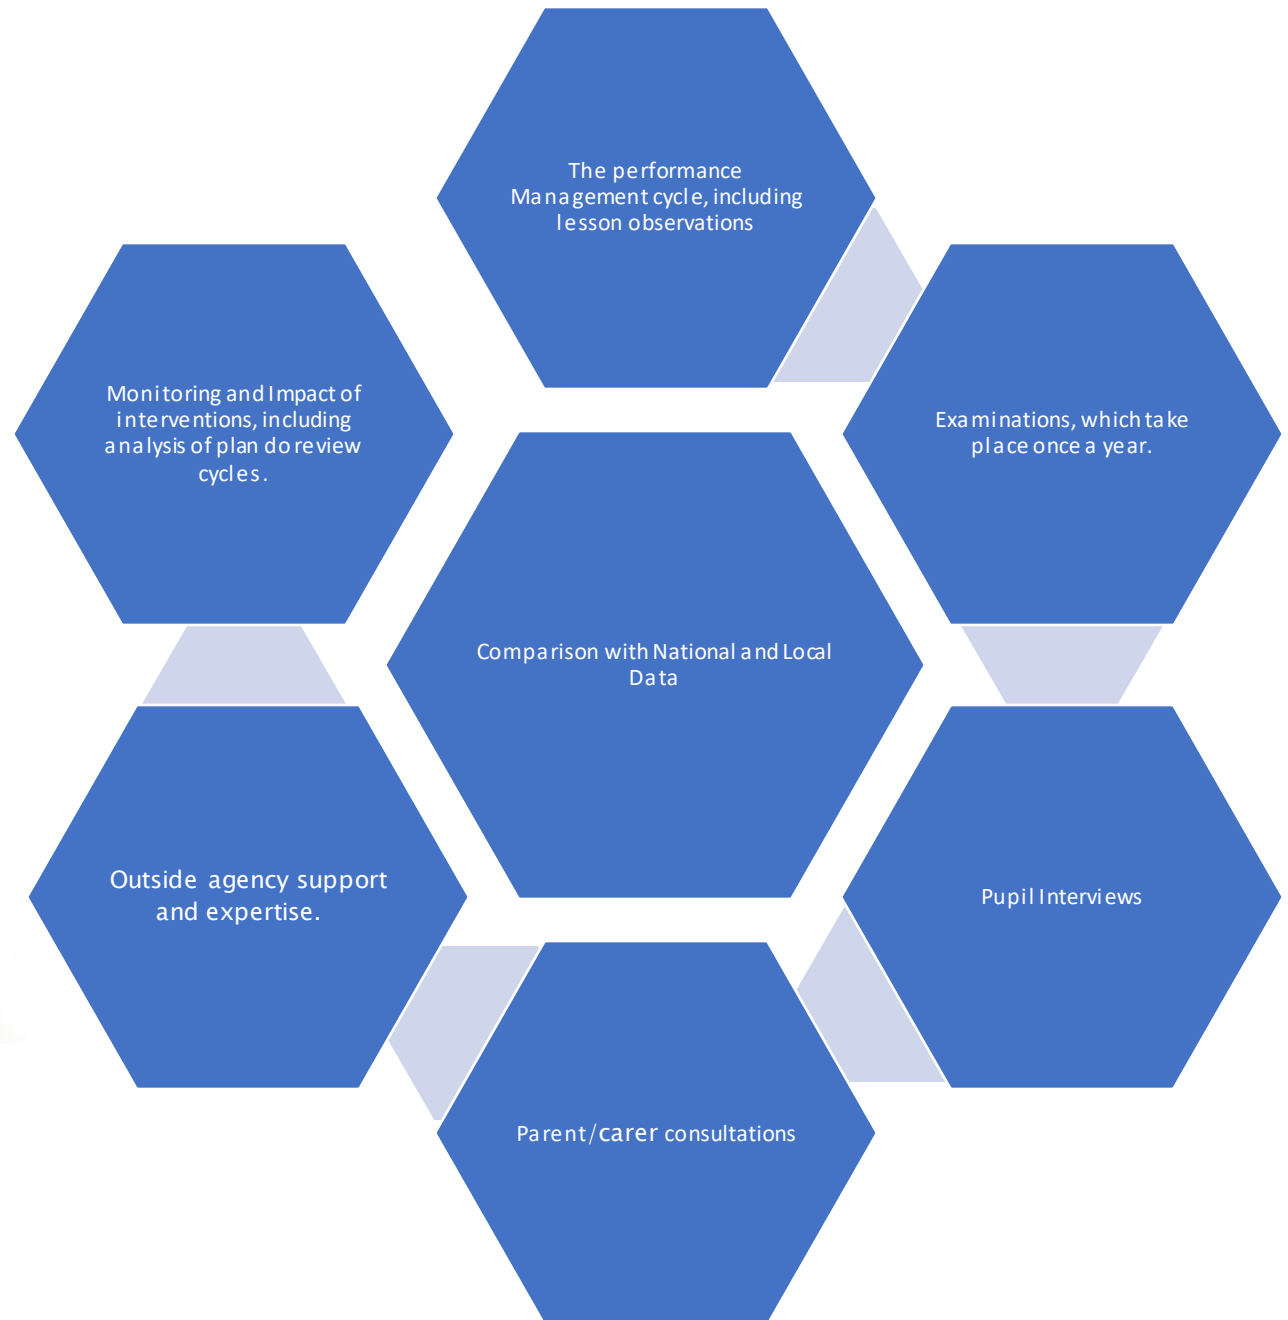 The performance
Management cycle, including
lesson observations
Monitoring and Impact of
interventions, including
analysis of plan do review
cycles.
Examinations, which take
place once a year.
Comparison with National and Local
Data
Outside agency support
and expertise.
Pupil Interviews
Parent/carer consultations